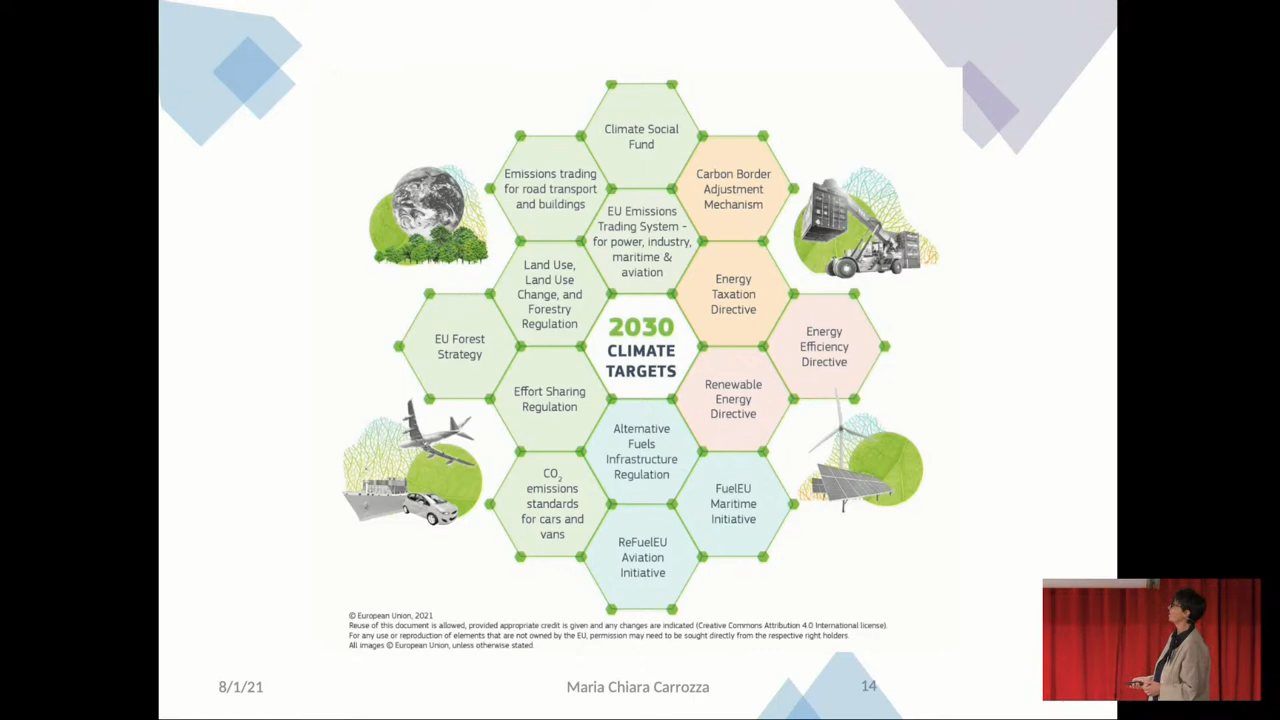 Climate Social
Fund
Emissions trading
for road transport
and buildings
Carbon Border
Adjustment
Mechanism
EU Emissions
Trading System -
for power, industry,
maritime &
aviation
Land Use,
Land Use
Change, and
Forestry
Regulation
Energy
Taxation
Directive
2030
CLIMATE
TARGETS
EU Forest
Strategy
Energy
Efficiency
Directive
Effort Sharing
Regulation
Renewable
Energy
Directive
Alternative
Fuels
Infrastructure
Regulation
CO2
emissions
standards
for cars and
vans
FuelEU
Maritime
Initiative
ReFuelEU
Aviation
Initiative
© European Union, 2021
Reuse of this document is allowed, provided appropriate credit is given and any changes are indicated (Creative Commons Attribution 4.0 International license).
For any use or reproduction of elements that are not owned by the EU, permission may need to be sought directly from the respective right holders.
All images © European Union, unless otherwise stated.
8/1/21
Maria Chiara Carrozza
14